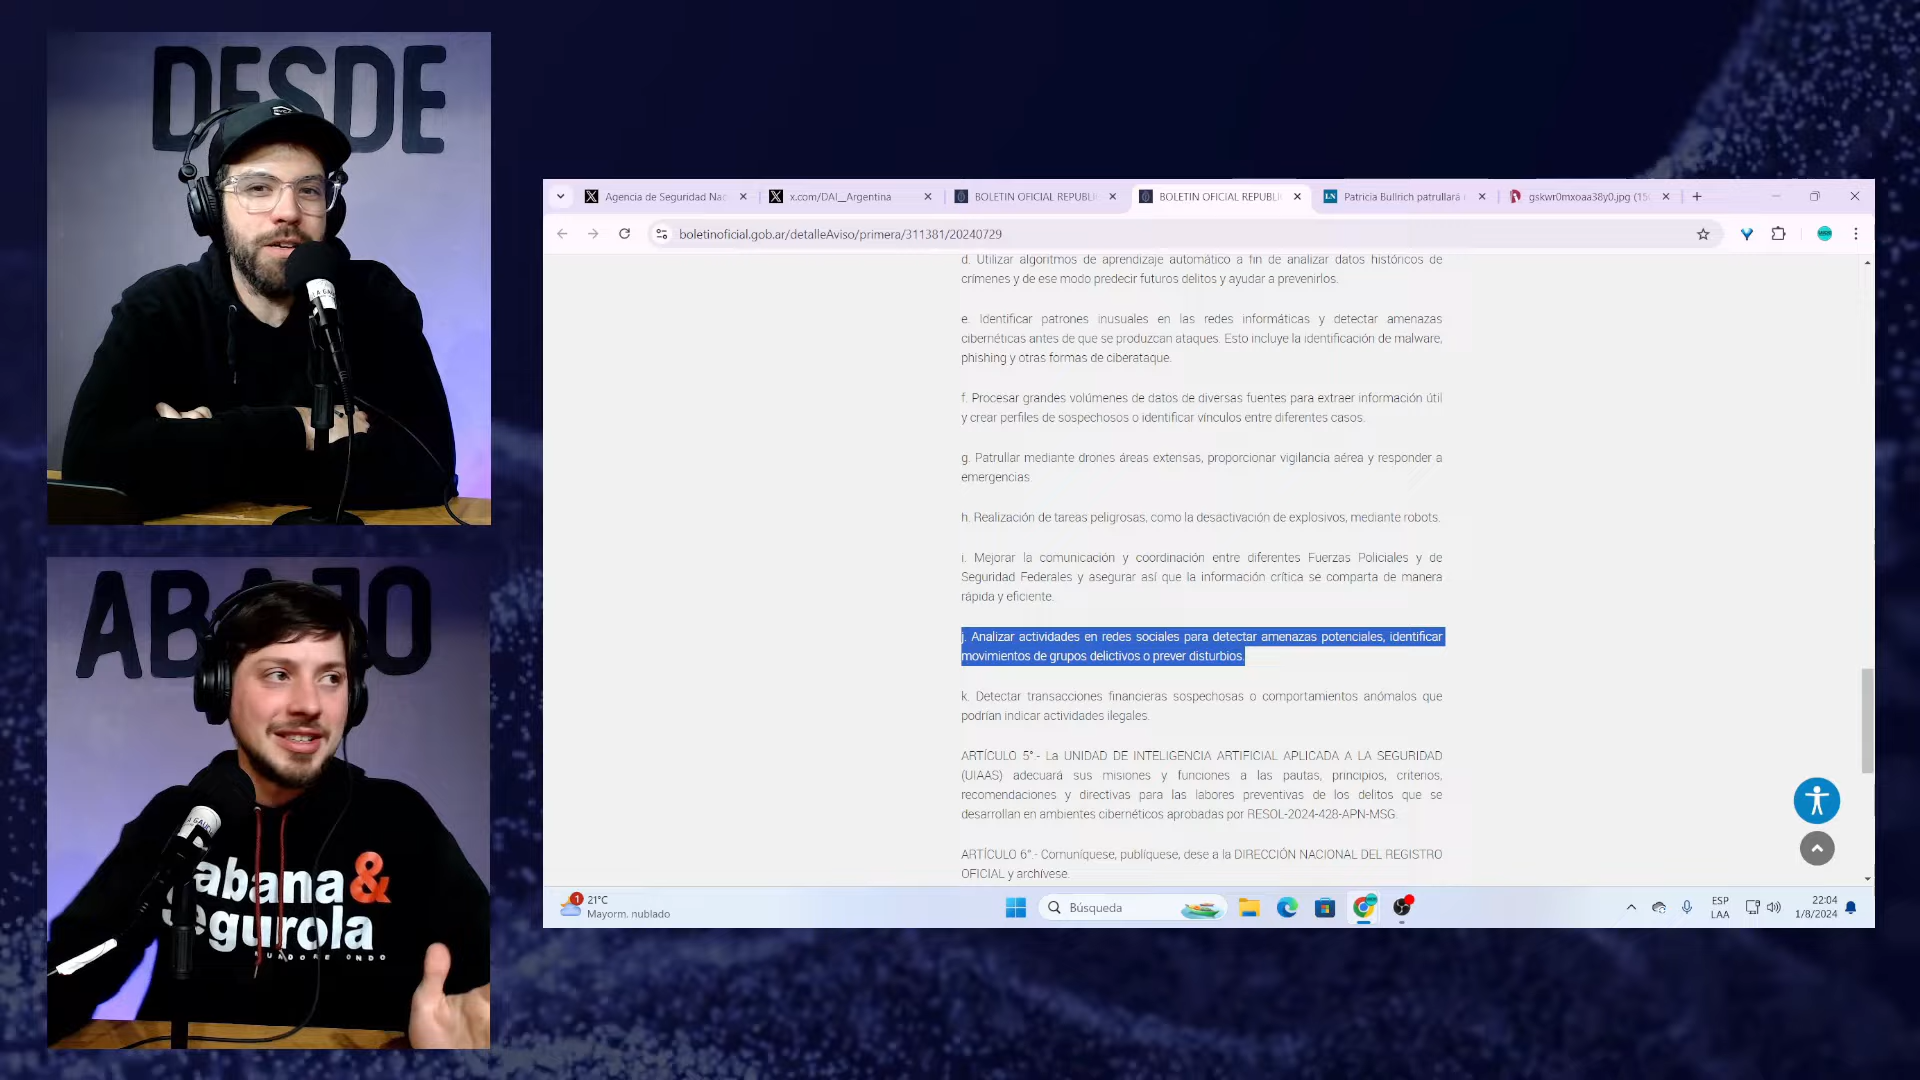 DESDE
ABAJO
abana&
Segurola
Agencia de Seguridad Nac
x.com/DAI__Argentina
BOLETIN OFICIAL REPUBLI
BOLETIN OFICIAL REPUBLI
LN
Patricia Bullrich patrullará
gskwr0mxoaa38y0.jpg (15
boletinoficial.gob.ar/detalleAviso/primera/311381/20240729
d. Utilizar algoritmos de aprendizaje automático a fin de analizar datos históricos de
crímenes y de ese modo predecir futuros delitos y ayudar a prevenirlos.
e. Identificar patrones inusuales en las redes informáticas y detectar amenazas
cibernéticas antes de que se produzcan ataques. Esto incluye la identificación de malware,
phishing y otras formas de ciberataque.
f. Procesar grandes volúmenes de datos de diversas fuentes para extraer información útil
y crear perfiles de sospechosos o identificar vínculos entre diferentes casos.
g. Patrullar mediante drones áreas extensas, proporcionar vigilancia aérea y responder a
emergencias.
h. Realización de tareas peligrosas, como la desactivación de explosivos, mediante robots.
i. Mejorar la comunicación y coordinación entre diferentes Fuerzas Policiales y de
Seguridad Federales y asegurar así que la información crítica se comparta de manera
rápida y eficiente.
j. Analizar actividades en redes sociales para detectar amenazas potenciales, identificar
movimientos de grupos delictivos o prever disturbios.
k. Detectar transacciones financieras sospechosas o comportamientos anómalos que
podrían indicar actividades ilegales.
ARTÍCULO 5°.- La UNIDAD DE INTELIGENCIA ARTIFICIAL APLICADA A LA SEGURIDAD
(UIAAS) adecuará sus misiones y funciones a las pautas, principios, criterios,
recomendaciones y directivas para las labores preventivas de los delitos que se
desarrollan en ambientes cibernéticos aprobadas por RESOL-2024-428-APN-MSG.
ARTÍCULO 6°.- Comuníquese, publíquese, dese a la DIRECCIÓN NACIONAL DEL REGISTRO
OFICIAL y archívese.
1
21°C
Mayorm. nublado
Búsqueda
ESP
LAA
22:04
1/8/2024